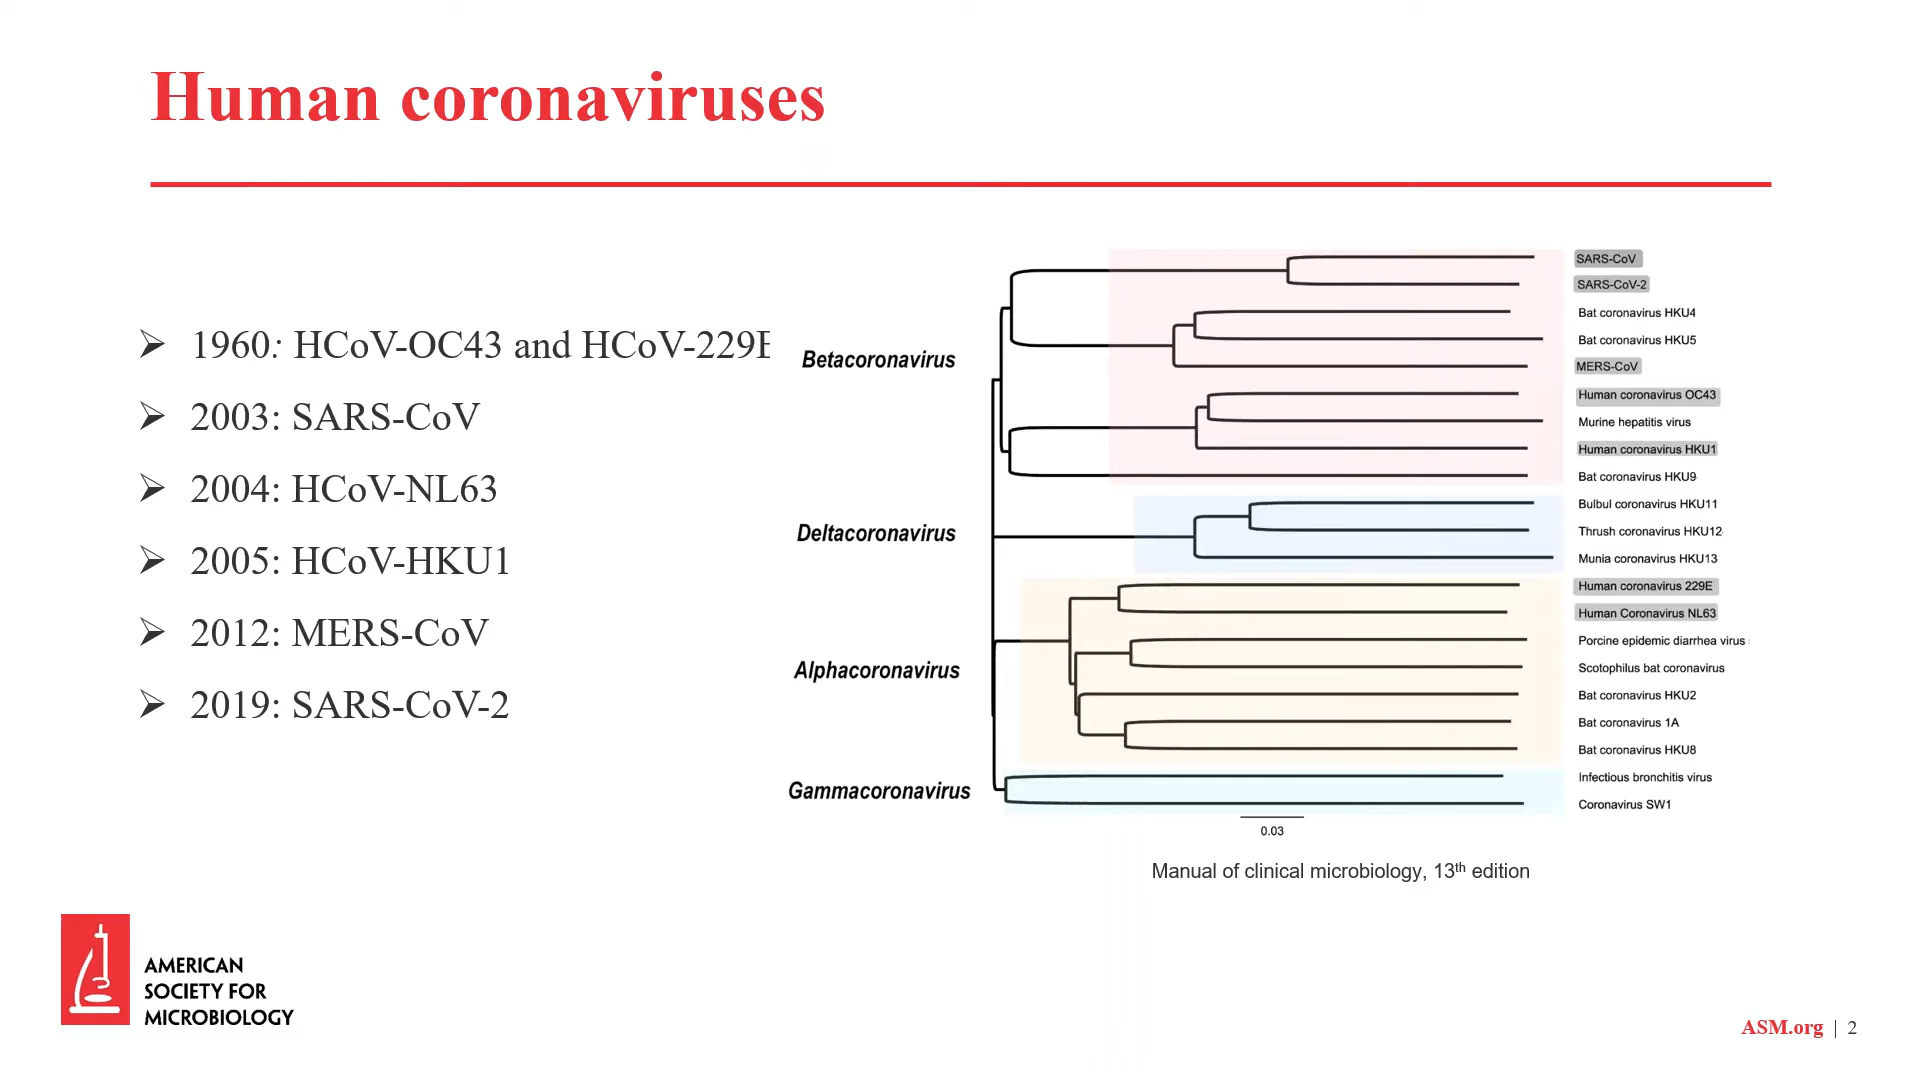 Human coronaviruses
➢ 1960: HCoV-OC43 and HCoV-229E
➢ 2003: SARS-CoV
➢ 2004: HCoV-NL63
➢ 2005: HCoV-HKU1
➢ 2012: MERS-CoV
➢ 2019: SARS-CoV-2
Betacoronavirus
Deltacoronavirus
Alphacoronavirus
Gammacoronavirus
SARS-CoV
SARS-CoV-2
Bat coronavirus HKU4
Bat coronavirus HKU5
MERS-CoV
Human coronavirus OC43
Murine hepatitis virus
Human coronavirus HKU1
Bat coronavirus HKU9
Bulbul coronavirus HKU11
Thrush coronavirus HKU12
Munia coronavirus HKU13
Human coronavirus 229E
Human Coronavirus NL63
Porcine epidemic diarrhea virus
Scotophilus bat coronavirus
Bat coronavirus HKU2
Bat coronavirus 1A
Bat coronavirus HKU8
Infectious bronchitis virus
Coronavirus SW1
0.03
Manual of clinical microbiology, 13th edition
AMERICAN
SOCIETY FOR
MICROBIOLOGY
ASM.org | 2